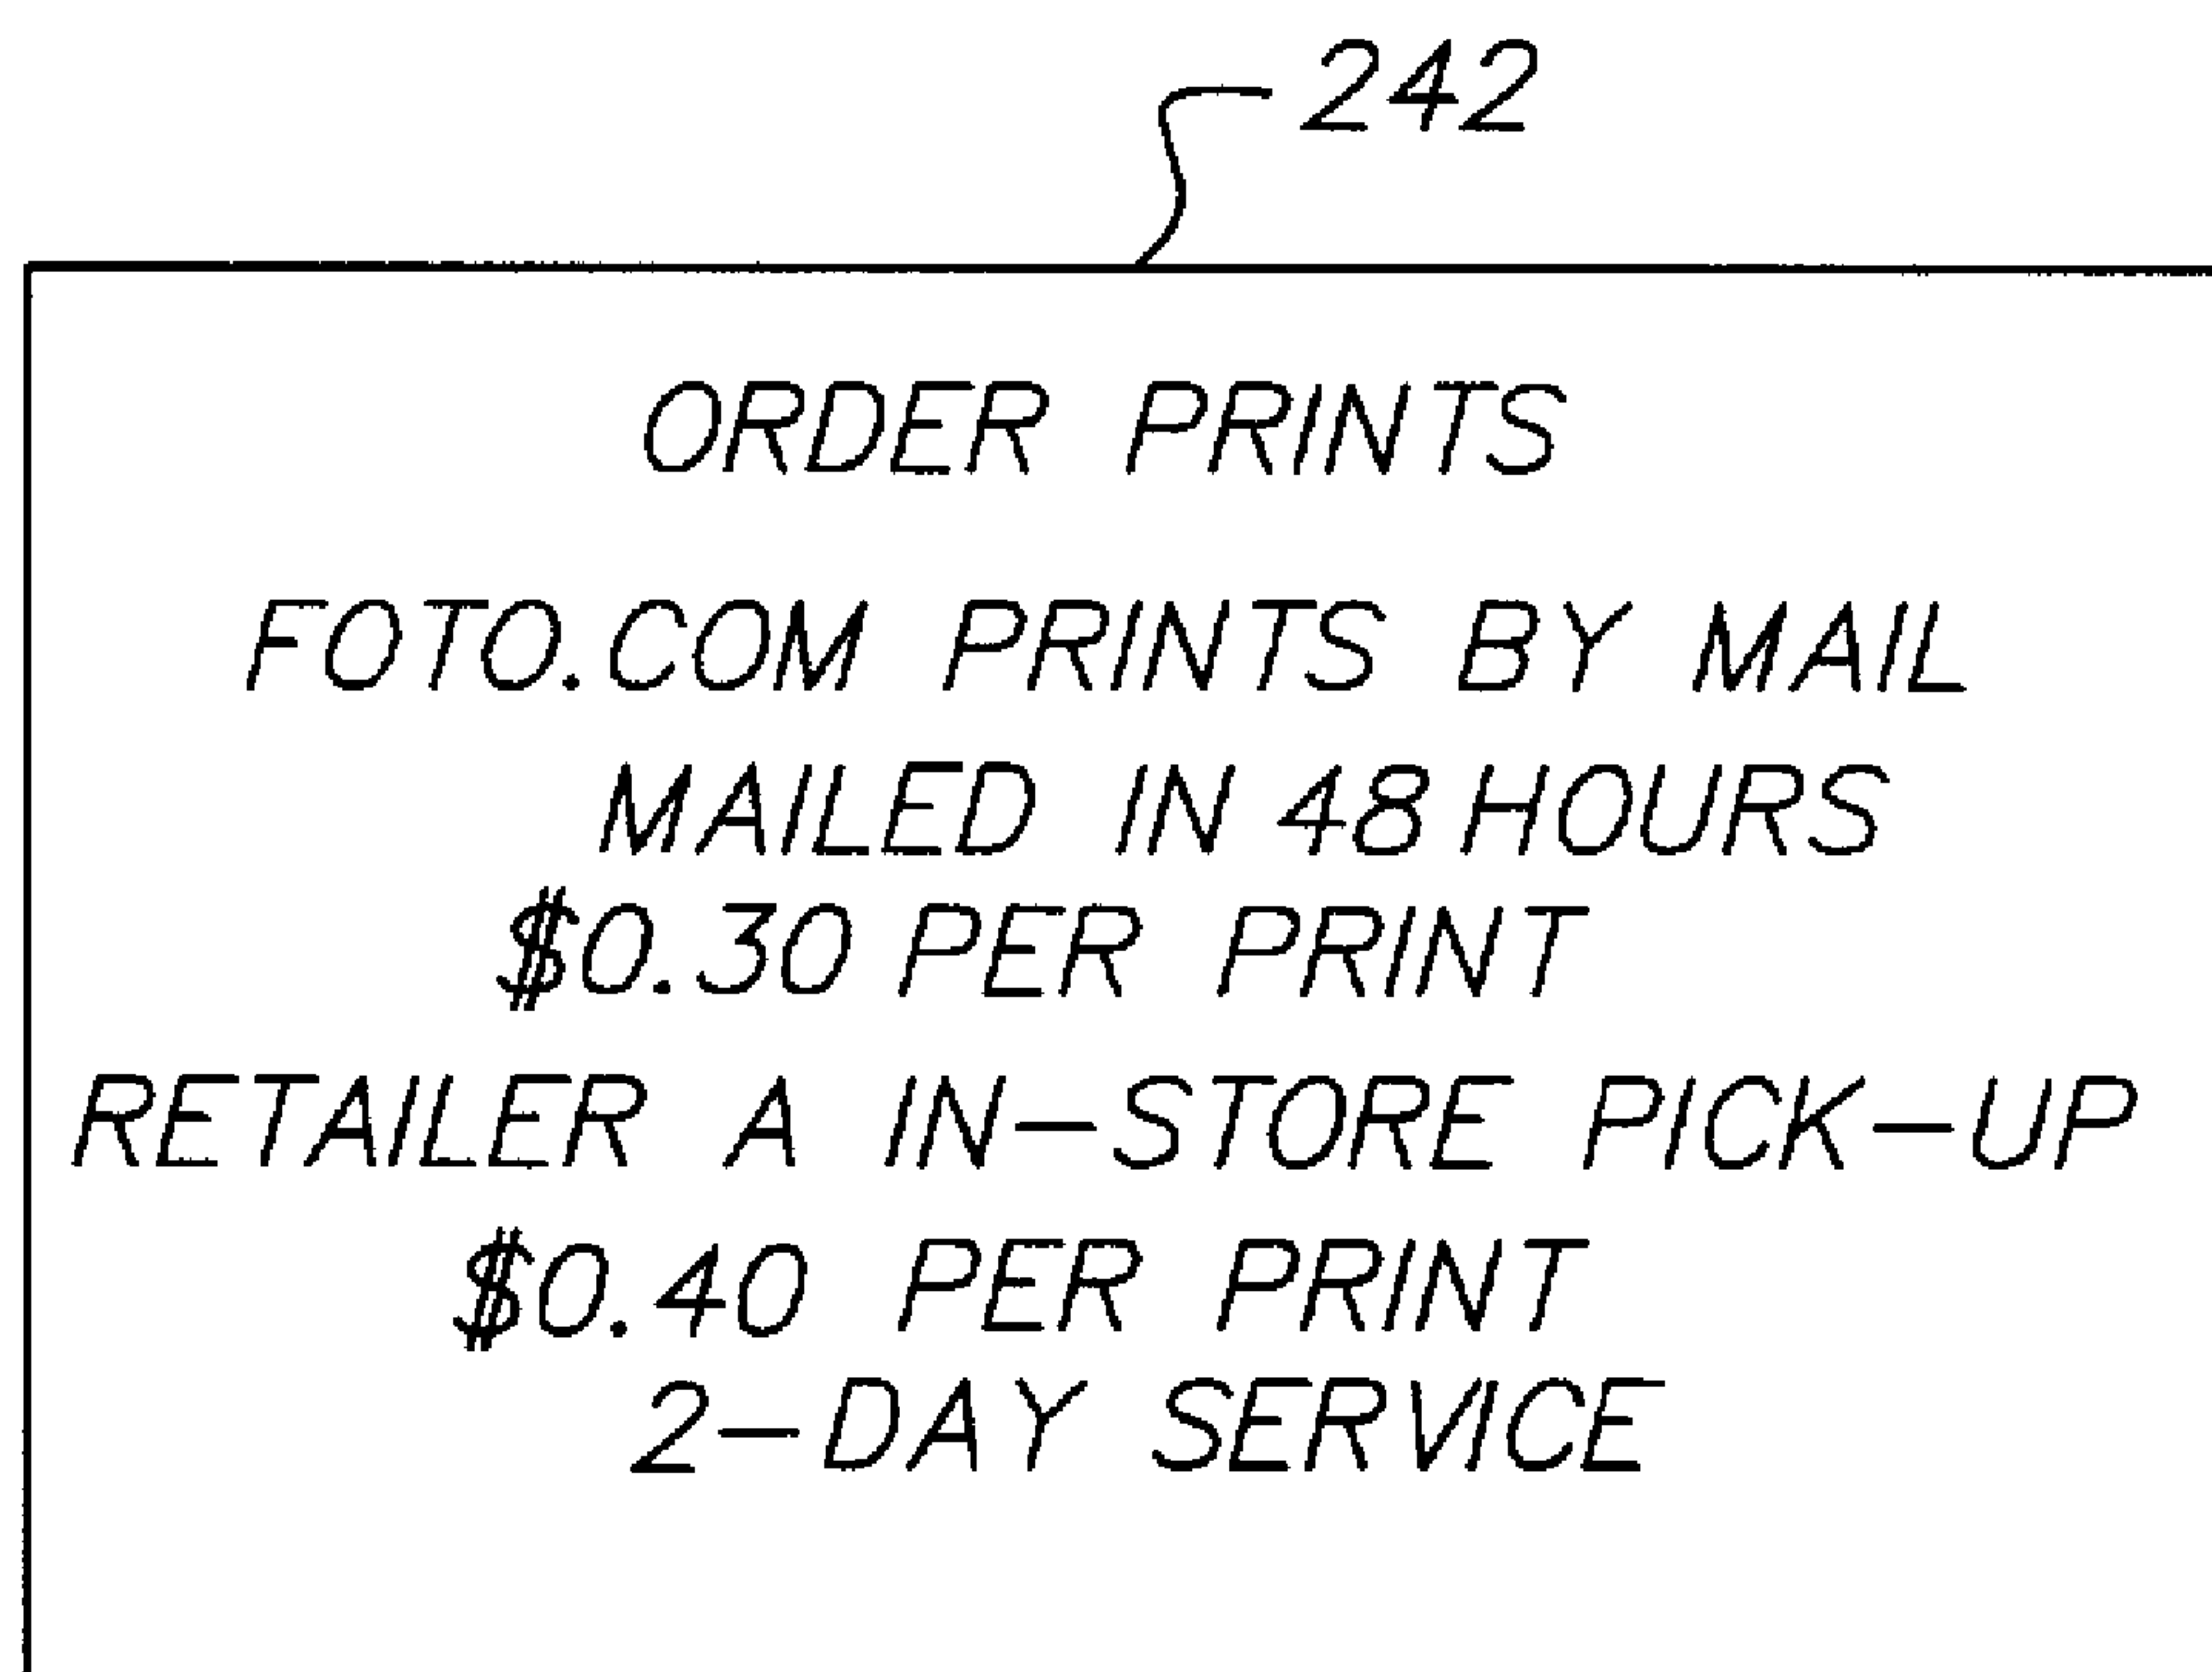 242
ORDER PRINTS
FOTO.COM PRINTS BY MAIL
MAILED IN 48 HOURS
$0.30 PER PRINT
RETAILER A IN-STORE PICK-UP
$0.40 PER PRINT
2-DAY SERVICE